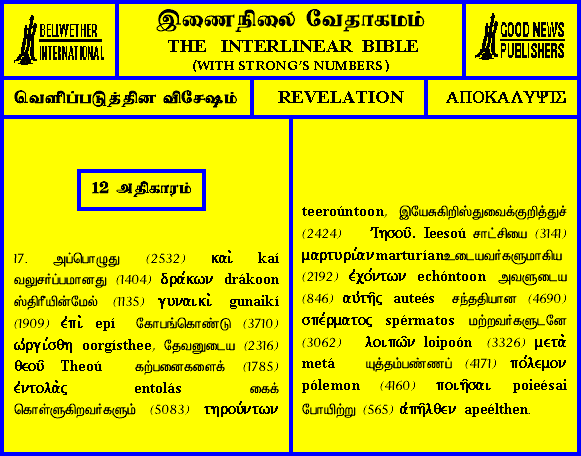 BELLWETHER
INTERNATIONAL
இணைநிலை வேதாகமம்
THE INTERLINEAR BIBLE
(WITH STRONG'S NUMBERS)
GOOD NEWS
PUBLISHERS
வெளிப்படுத்தின விசேஷம்
REVELATION
ΑΠΟΚΑΛΥΨΙΣ
12 அதிகாரம்
17. அப்பொழுது (2532) καὶ kaí
வலுசர்ப்பமானது (1404) δράκων drákoon
ஸ்திரீயின்மேல் (1135) γυναικὶ gunaikí
(1909) ἐπὶ epí கோபங்கொண்டு (3710)
ὠργίσθη oorgísthee, தேவனுடைய (2316)
θεοῦ Theoú கற்பனைகளைக் (1785)
ἐντολὰς entolás கைக்
கொள்ளுகிறவர்களும் (5083) τηρούντων
teeroúntoon, இயேசுகிறிஸ்துவைக்குறித்துச்
(2424) Ἰησοῦ. Ieesoú சாட்சியை (3141)
μαρτυρίαν marturíanஉடையவர்களுமாகிய
(2192) ἐχόντων echóntoon அவளுடைய
(846) αὐτῆς auteés சந்ததியான (4690)
σπέρματος spérmatos மற்றவர்களுடனே
(3062) λοιπῶν loipoón (3326) μετὰ
metá யுத்தம்பண்ணப் (4171) πόλεμον
pólemon (4160) ποιῆσαι poieésai
போயிற்று (565) ἀπῆλθεν apeélthen.